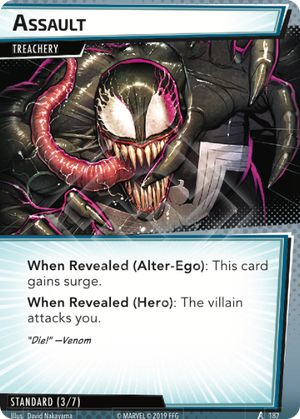 Assault
TREACHERY
When Revealed (Alter-Ego): This card
gains surge.
When Revealed (Hero): The villain
attacks you.
"Die!" —Venom
STANDARD (3/7)
Illus. David Nakayama
© MARVEL © 2019 FFG
187